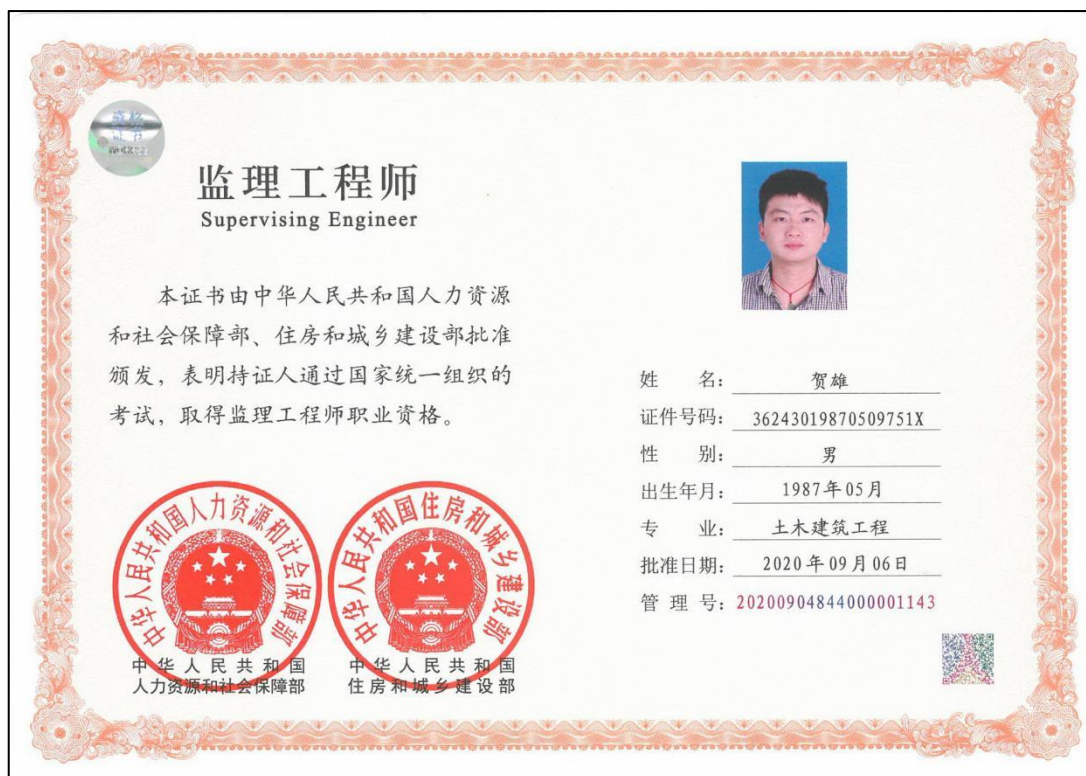 资格
证书
监理工程师
Supervising Engineer
本证书由中华人民共和国人力资源
和社会保障部、住房和城乡建设部批准
颁发，表明持证人通过国家统一组织的
考试，取得监理工程师职业资格。
姓 名： 贺雄
证件号码： 36243019870509751X
性 别： 男
出生年月： 1987年05月
专 业： 土木建筑工程
批准日期： 2020年09月06日
管 理 号：20200904844000001143
中华人民共和国人力资源和社会保障部
中华人民共和国住房和城乡建设部
中华人民共和国
人力资源和社会保障部
中华人民共和国
住房和城乡建设部